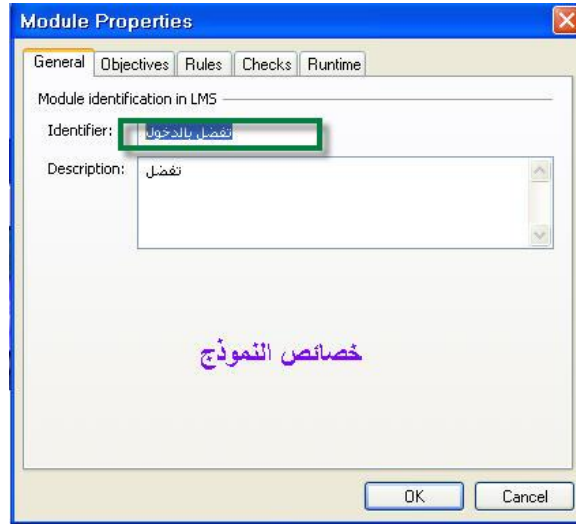 Module Properties
General Objectives Rules Checks Runtime
Module identification in LMS
Identifier: تفضل بالدخول
Description: تفضل
خصائص النموذج
OK Cancel